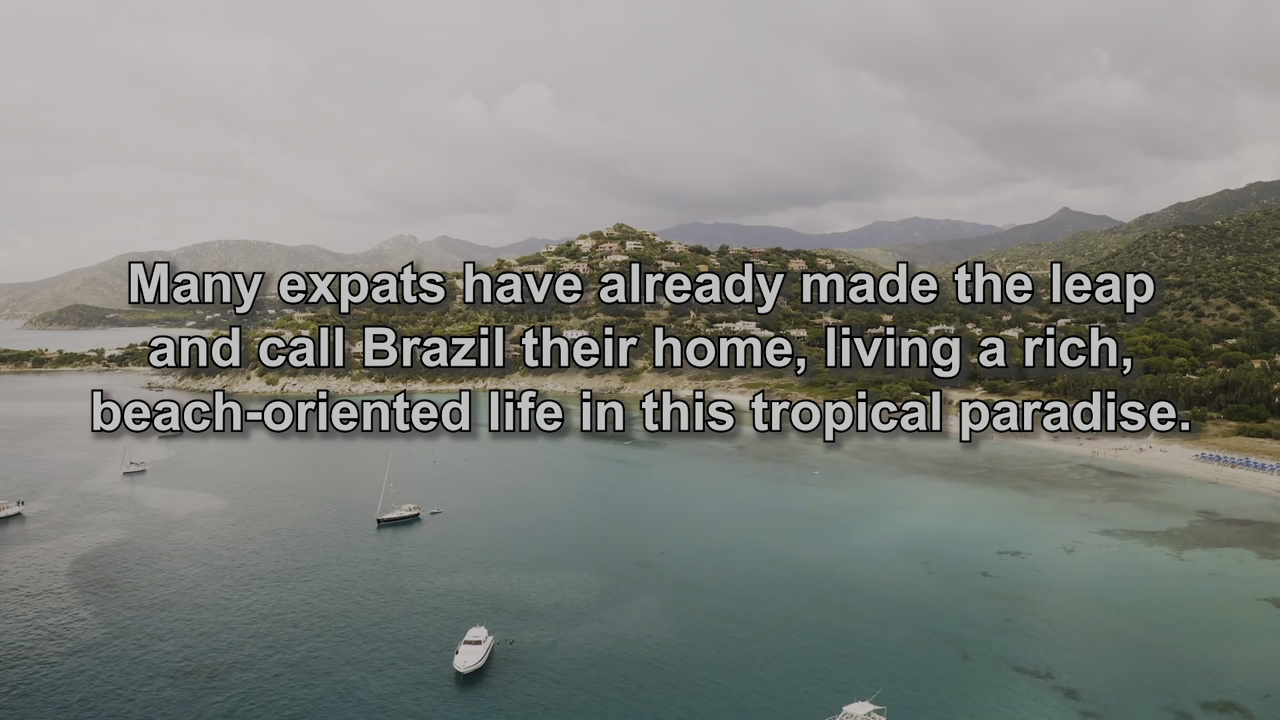 Many expats have already made the leap
and call Brazil their home, living a rich,
beach-oriented life in this tropical paradise.